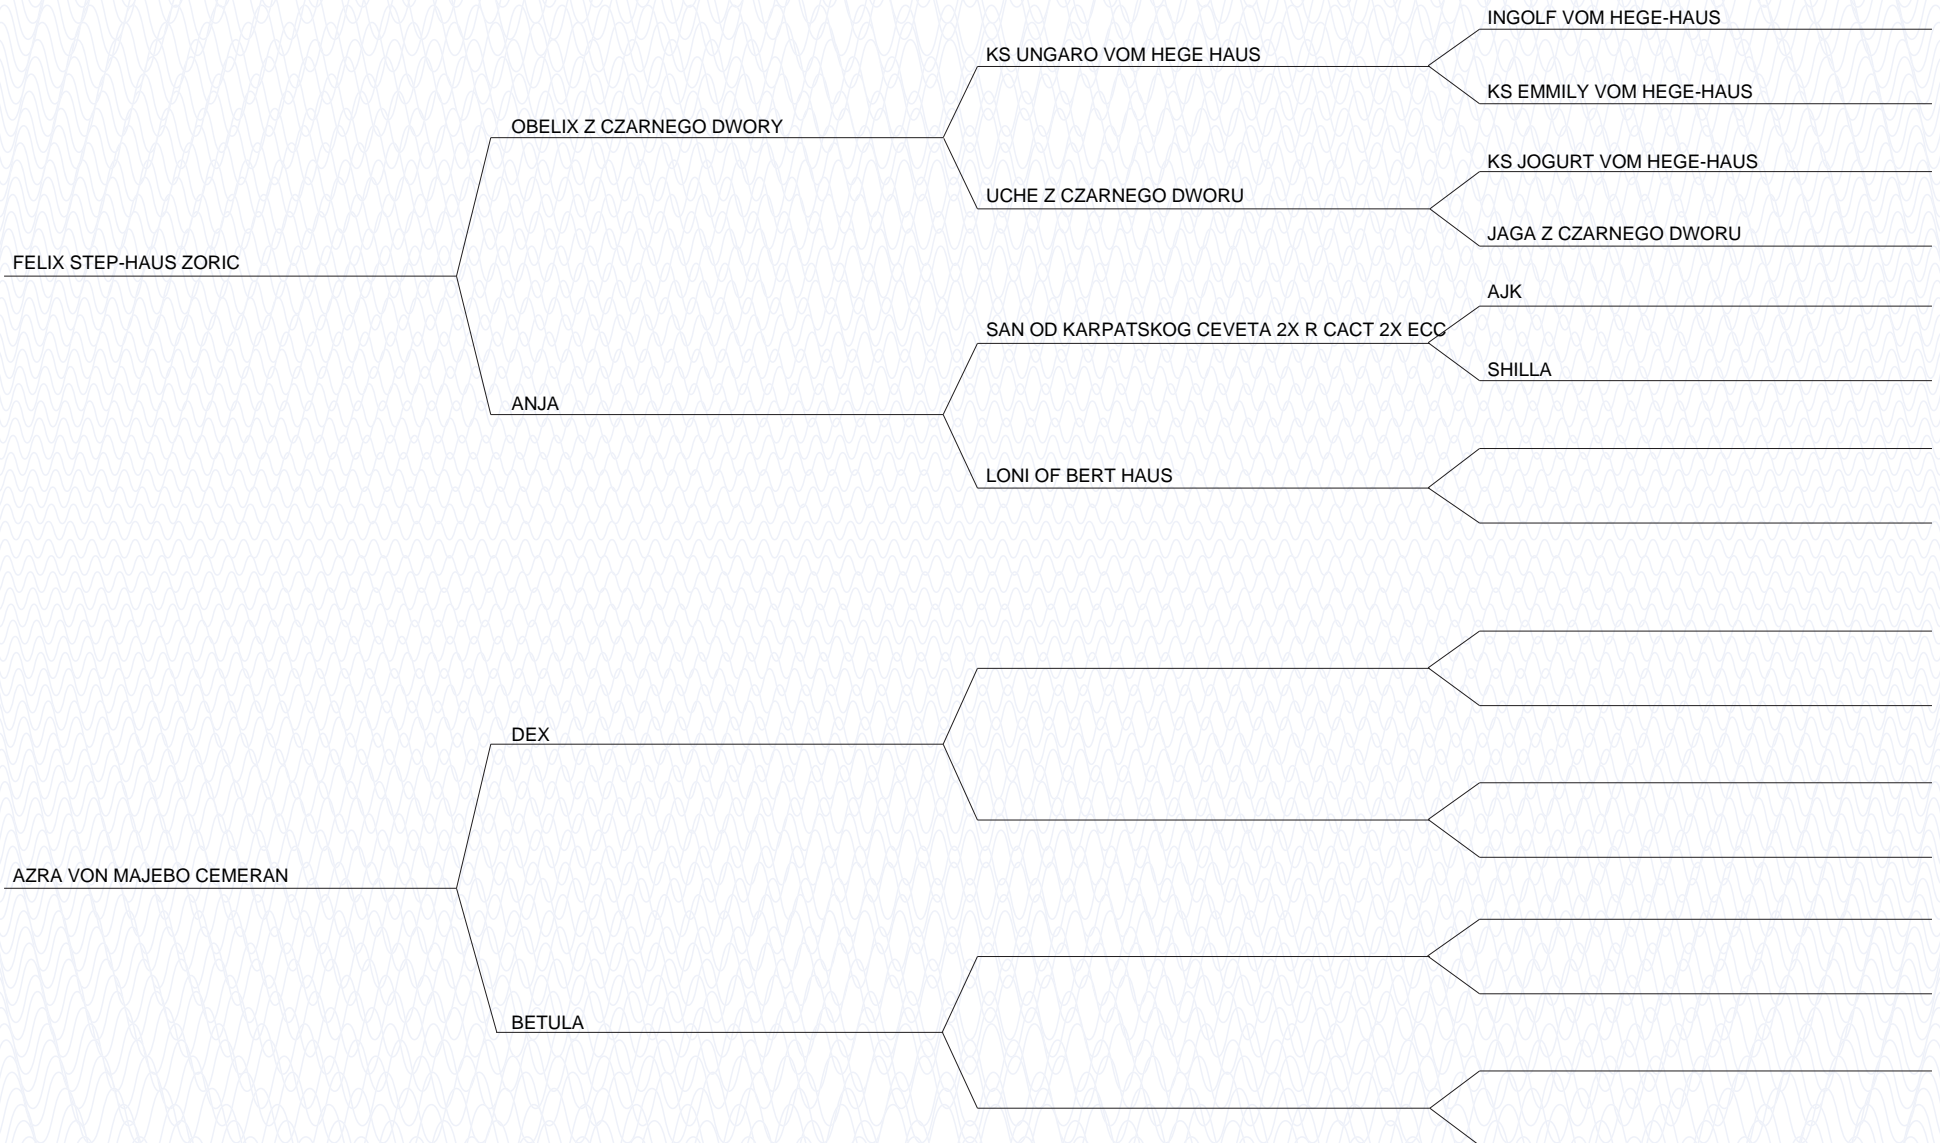 INGOLF VOM HEGE-HAUS
KS UNGARO VOM HEGE HAUS
KS EMMILY VOM HEGE-HAUS
OBELIX Z CZARNEGO DWORY
KS JOGURT VOM HEGE-HAUS
UCHE Z CZARNEGO DWORU
JAGA Z CZARNEGO DWORU
FELIX STEP-HAUS ZORIC
AJK
SAN OD KARPATSKOG CEVETA 2X R CACT 2X ECC
SHILLA
ANJA
LONI OF BERT HAUS
DEX
AZRA VON MAJEBO CEMERAN
BETULA